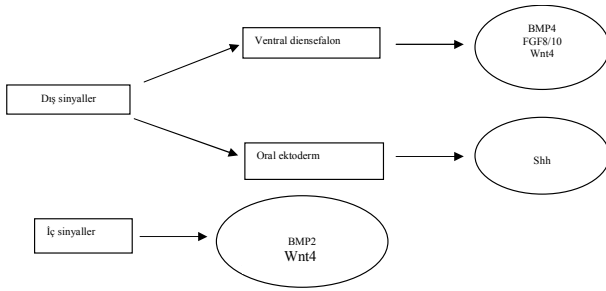 Ventral diensefalon
BMP4
FGF8/10
Wnt4
Dış sinyaller
Oral ektoderm
Shh
İç sinyaller
BMP2
Wnt4